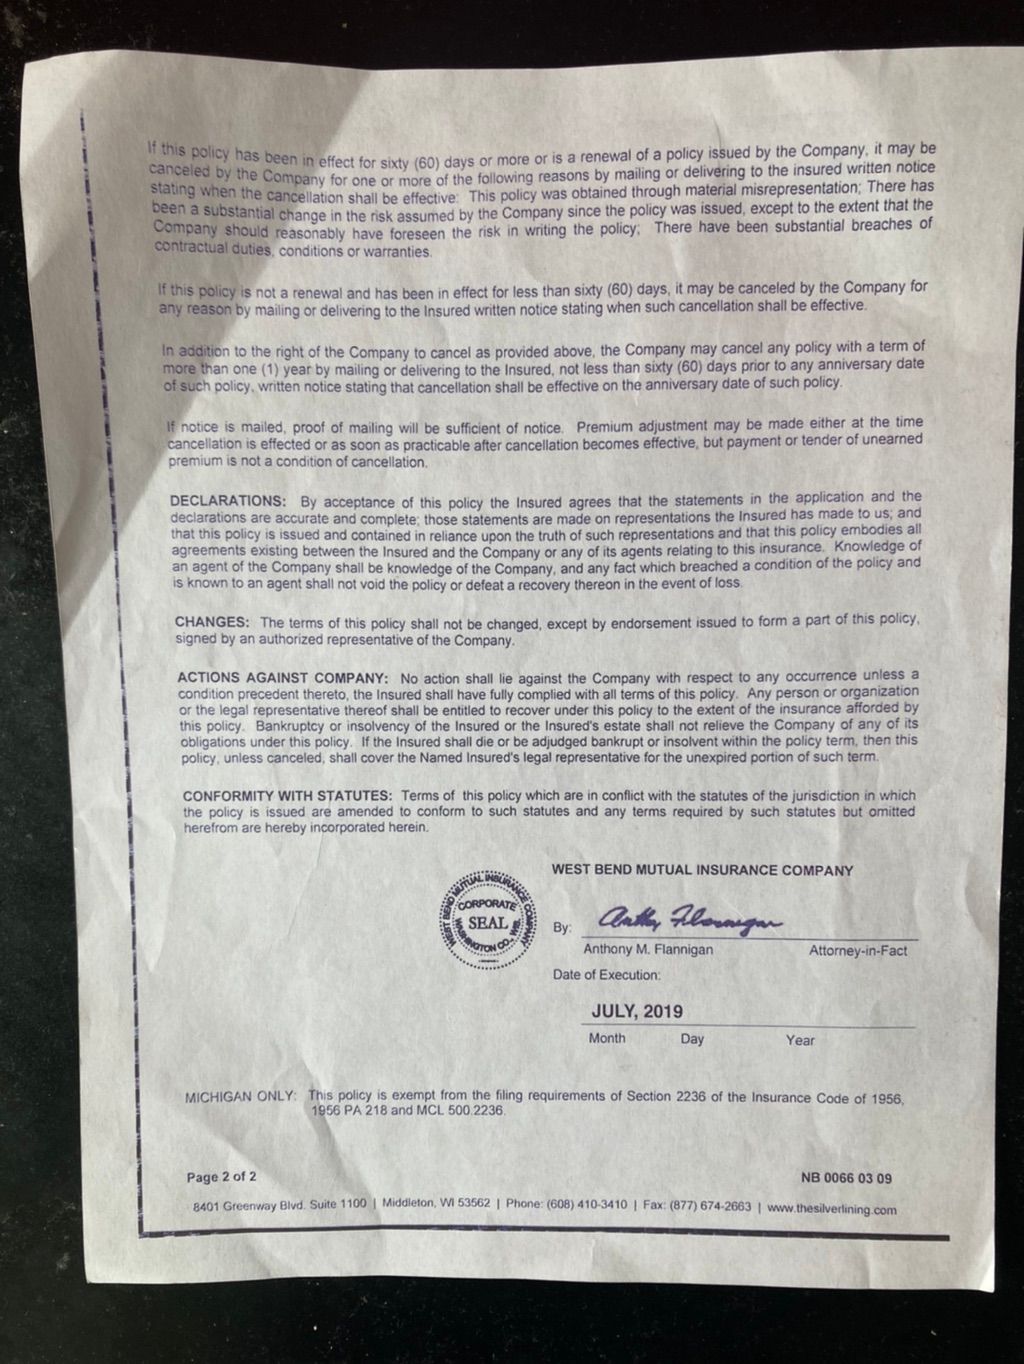 If this policy has been in effect for sixty (60) days or more or is a renewal of a policy issued by the Company, it may be
canceled by the Company for one or more of the following reasons by mailing or delivering to the insured written notice
stating when the cancellation shall be effective: This policy was obtained through material misrepresentation; There has
been a substantial change in the risk assumed by the Company since the policy was issued, except to the extent that the
Company should reasonably have foreseen the risk in writing the policy; There have been substantial breaches of
contractual duties, conditions or warranties.
If this policy is not a renewal and has been in effect for less than sixty (60) days, it may be canceled by the Company for
any reason by mailing or delivering to the Insured written notice stating when such cancellation shall be effective.
In addition to the right of the Company to cancel as provided above, the Company may cancel any policy with a term of
more than one (1) year by mailing or delivering to the Insured, not less than sixty (60) days prior to any anniversary date
of such policy, written notice stating that cancellation shall be effective on the anniversary date of such policy.
If notice is mailed, proof of mailing will be sufficient of notice. Premium adjustment may be made either at the time
cancellation is effected or as soon as practicable after cancellation becomes effective, but payment or tender of unearned
premium is not a condition of cancellation.
DECLARATIONS: By acceptance of this policy the Insured agrees that the statements in the application and the
declarations are accurate and complete; those statements are made on representations the Insured has made to us; and
that this policy is issued and contained in reliance upon the truth of such representations and that this policy embodies all
agreements existing between the Insured and the Company or any of its agents relating to this insurance. Knowledge of
an agent of the Company shall be knowledge of the Company, and any fact which breached a condition of the policy and
is known to an agent shall not void the policy or defeat a recovery thereon in the event of loss.
CHANGES: The terms of this policy shall not be changed, except by endorsement issued to form a part of this policy,
signed by an authorized representative of the Company.
ACTIONS AGAINST COMPANY: No action shall lie against the Company with respect to any occurrence unless a
condition precedent thereto, the Insured shall have fully complied with all terms of this policy. Any person or organization
or the legal representative thereof shall be entitled to recover under this policy to the extent of the insurance afforded by
this policy. Bankruptcy or insolvency of the Insured or the Insured's estate shall not relieve the Company of any of its
obligations under this policy. If the Insured shall die or be adjudged bankrupt or insolvent within the policy term, then this
policy, unless canceled, shall cover the Named Insured's legal representative for the unexpired portion of such term.
CONFORMITY WITH STATUTES: Terms of this policy which are in conflict with the statutes of the jurisdiction in which
the policy is issued are amended to conform to such statutes and any terms required by such statutes but omitted
herefrom are hereby incorporated herein.
WEST BEND MUTUAL INSURANCE COMPANY
WEST BEND MUTUAL INSURANCE COMPANY
CORPORATE
SEAL
WASHINGTON CO., WIS.
By: Anthony Flannigan
Anthony M. Flannigan Attorney-in-Fact
Date of Execution:
JULY, 2019
Month Day Year
MICHIGAN ONLY: This policy is exempt from the filing requirements of Section 2236 of the Insurance Code of 1956,
1956 PA 218 and MCL 500.2236.
Page 2 of 2 NB 0066 03 09
8401 Greenway Blvd. Suite 1100 | Middleton, WI 53562 | Phone: (608) 410-3410 | Fax: (877) 674-2663 | www.thesilverlining.com